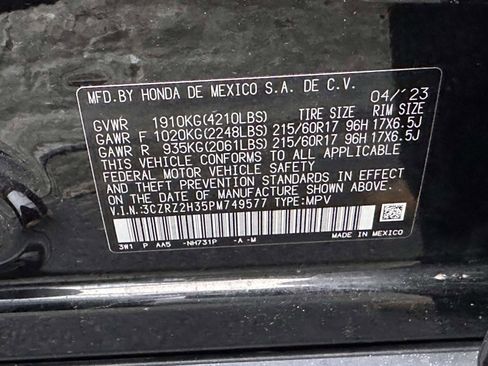 MFD.BY HONDA DE MEXICO S.A. DE C.V. 04/'23
GVWR 1910KG(4210LBS) TIRE SIZE RIM SIZE
GAWR F 1020KG(2248LBS) 215/60R17 96H 17X6.5J
GAWR R 935KG(2061LBS) 215/60R17 96H 17X6.5J
THIS VEHICLE CONFORMS TO ALL APPLICABLE
FEDERAL MOTOR VEHICLE SAFETY
THEFT PREVENTION STANDARDS IN EFFECT ON
THE DATE OF MANUFACTURE SHOWN ABOVE.
V.I.N.:3CZRZ2H35PM749577 TYPE:MPV
3W1 P AA5 -NH731P -A -M MADE IN MEXICO